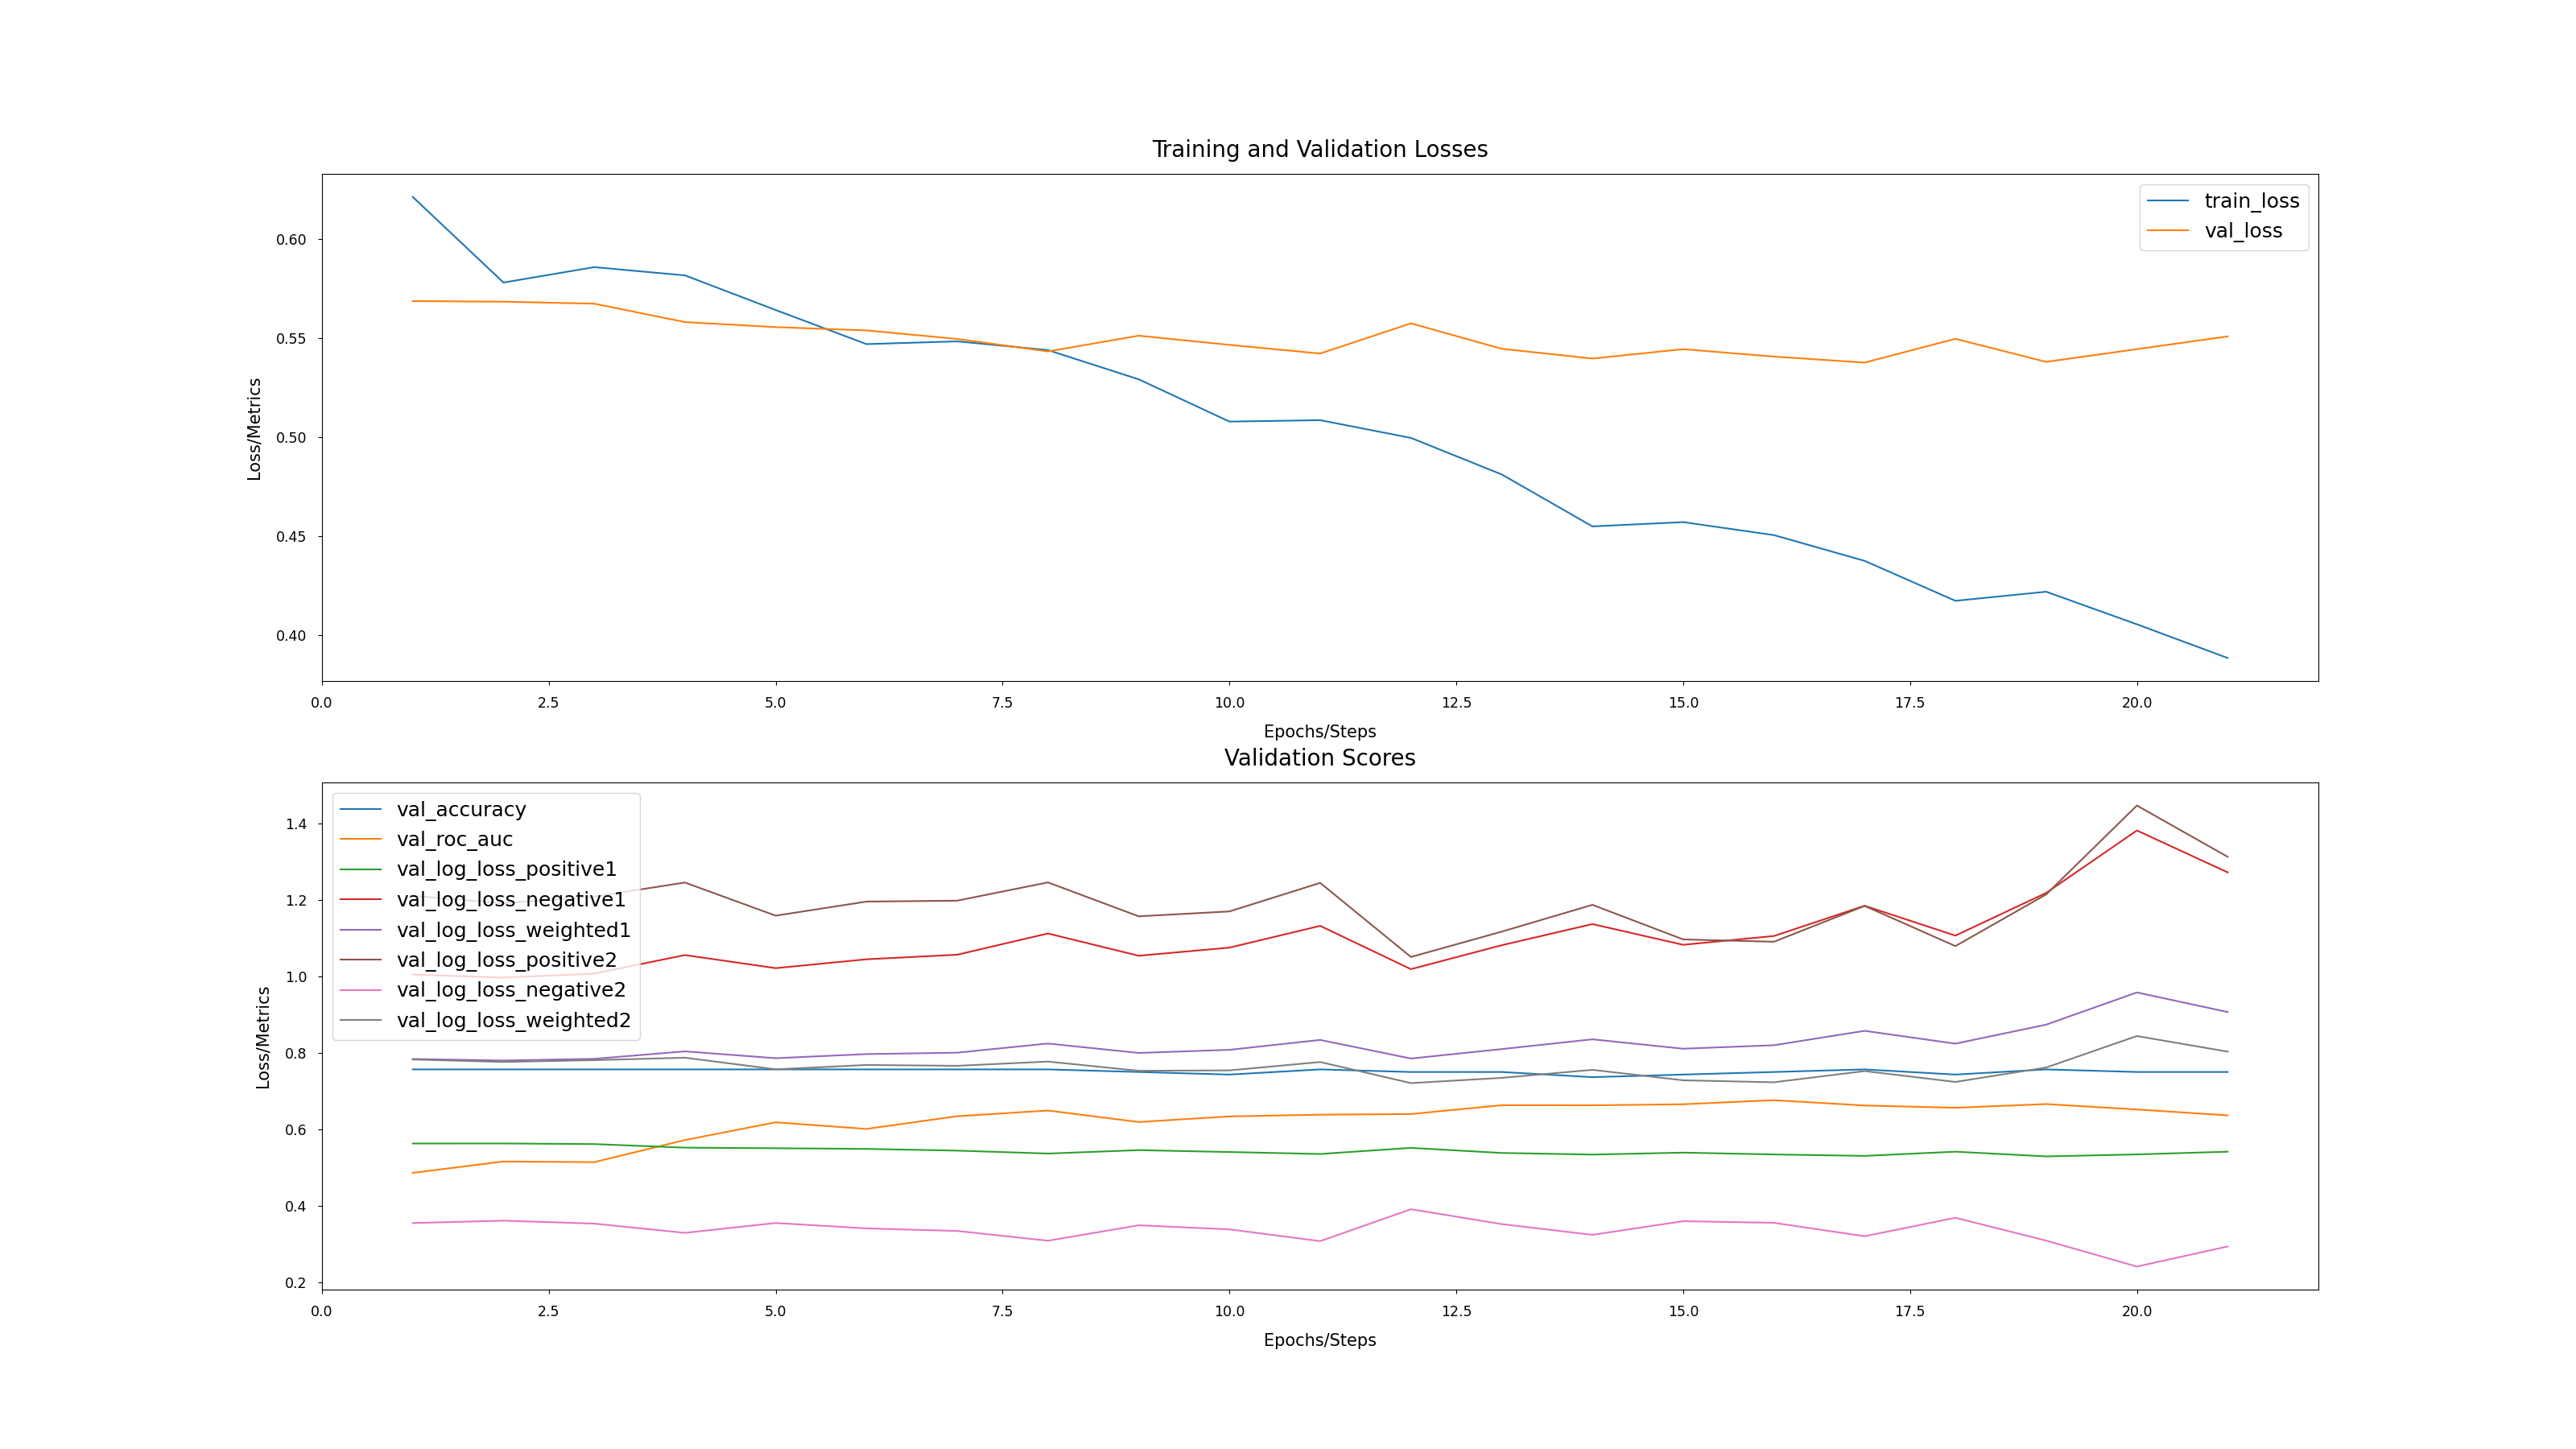 Training and Validation Losses
train_loss
val_loss
0.60
0.55
0.50
0.45
0.40
Loss/Metrics
0.0 2.5 5.0 7.5 10.0 12.5 15.0 17.5 20.0
Epochs/Steps
Validation Scores
val_accuracy
val_roc_auc
val_log_loss_positive1
val_log_loss_negative1
val_log_loss_weighted1
val_log_loss_positive2
val_log_loss_negative2
val_log_loss_weighted2
1.4
1.2
1.0
0.8
0.6
0.4
0.2
Loss/Metrics
0.0 2.5 5.0 7.5 10.0 12.5 15.0 17.5 20.0
Epochs/Steps